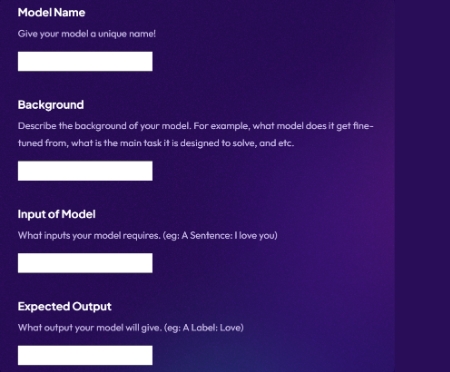 Model Name
Give your model a unique name!
Background
Describe the background of your model. For example, what model does it get fine-
tuned from, what is the main task it is designed to solve, and etc.
Input of Model
What inputs your model requires. (eg: A Sentence: I love you)
Expected Output
What output your model will give. (eg: A Label: Love)